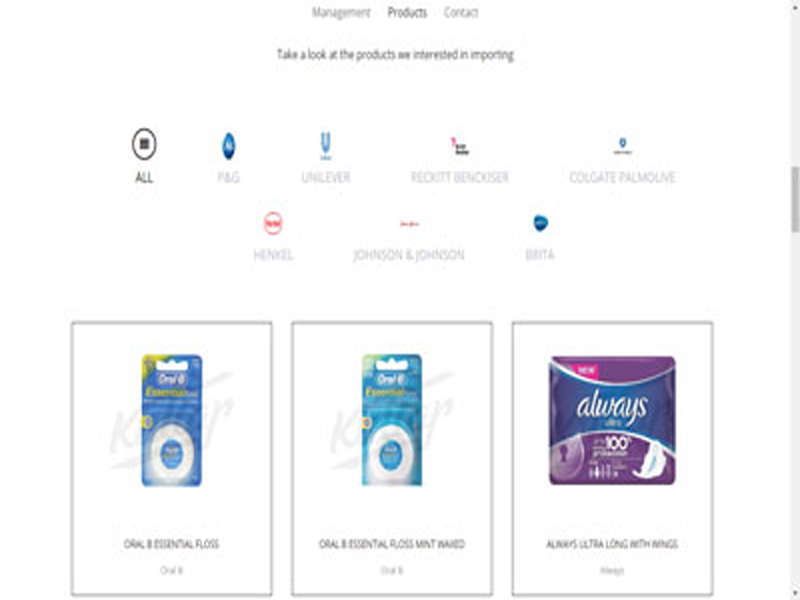 Management Products Contact
Take a look at the products we interested in importing
ALL P&G UNILEVER RECKITT BENCKISER COLGATE PALMOLIVE
HENKEL JOHNSON & JOHNSON BRITA
Oral B
Essential
Oral B
Essential
NEW
always
ultra
100%
protection
ORAL B ESSENTIAL FLOSS
Oral B
ORAL B ESSENTIAL FLOSS MINT WAXED
Oral B
ALWAYS ULTRA LONG WITH WINGS
Always